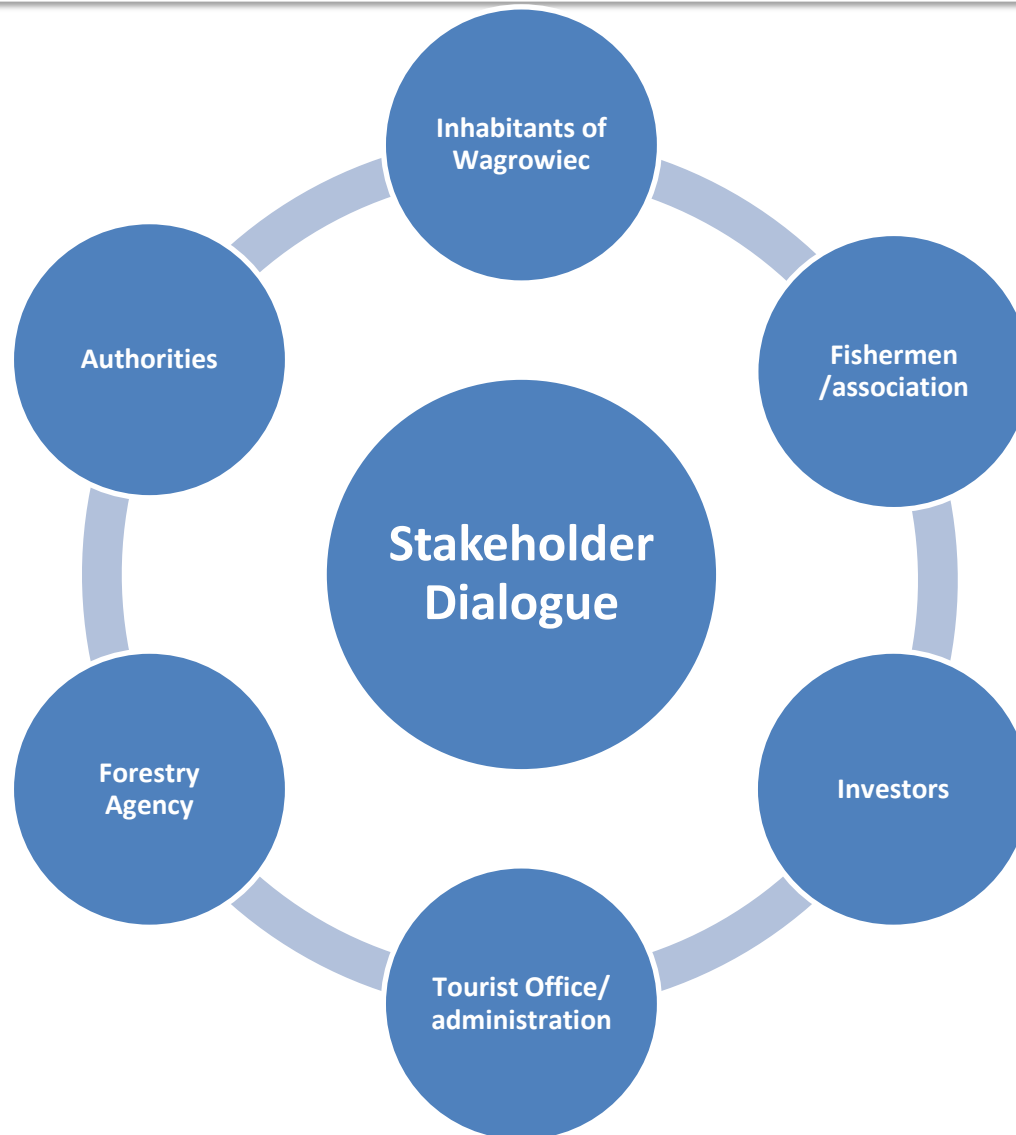 Inhabitants of
Wagrowiec
Authorities
Fishermen
/association
Stakeholder
Dialogue
Forestry
Agency
Investors
Tourist Office/
administration